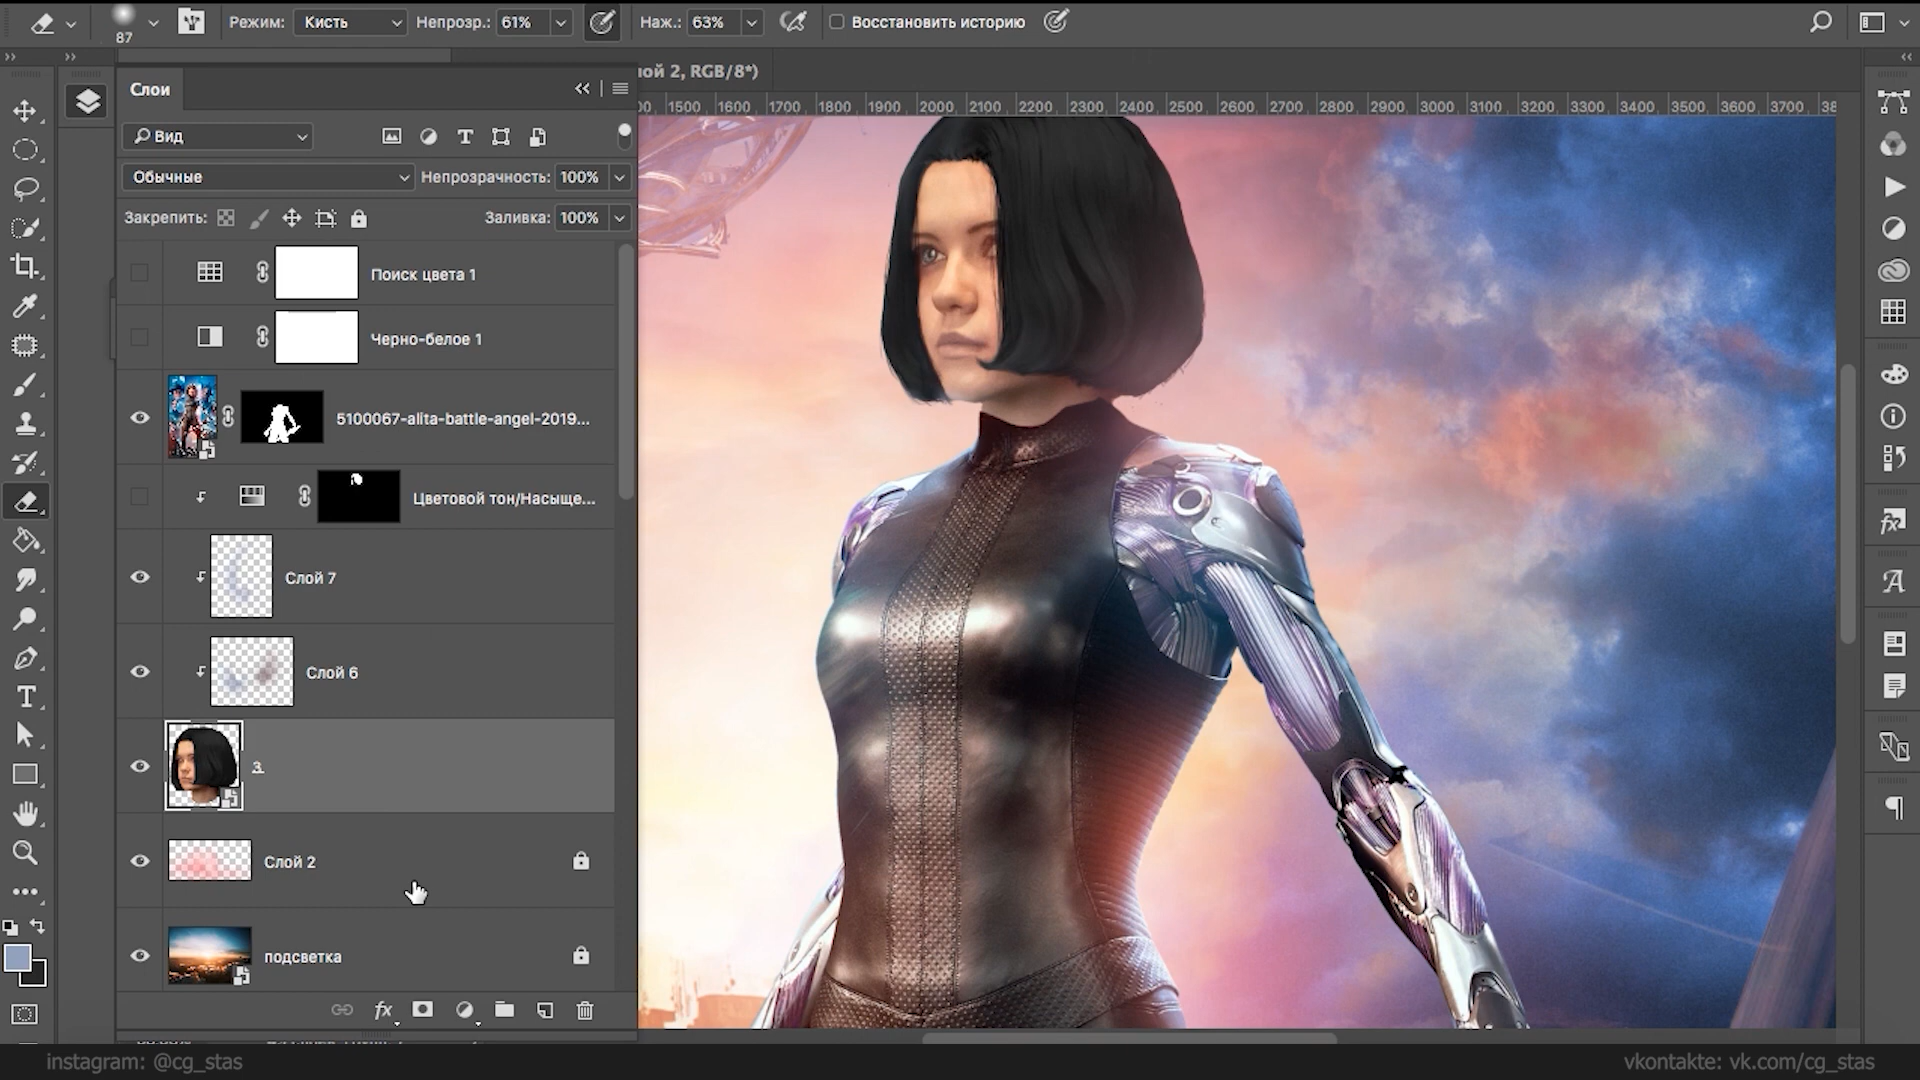 87
Режим: Кисть Непрозр.: 61% Наж.: 63% Восстановить историю
Слои
ой 2, RGB/8*)
00 1500 1600 1700 1800 1900 2000 2100 2200 2300 2400 2500 2600 2700 2800 2900 3000 3100 3200 3300 3400 3500 3600 3700 38
Вид
Обычные Непрозрачность: 100%
Закрепить: Заливка: 100%
Поиск цвета 1
Черно-белое 1
5100067-alita-battle-angel-2019...
Цветовой тон/Насыще...
Слой 7
Слой 6
3.
Слой 2
подсветка
instagram: @cg_stas
vkontakte: vk.com/cg_stas